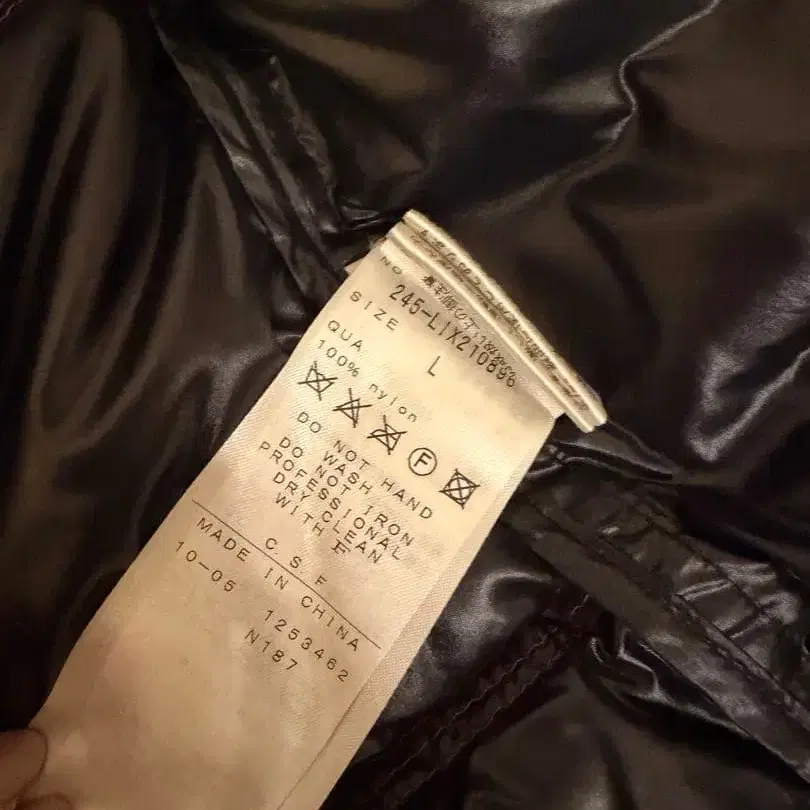 NO 245-LIX210896
SIZE L
QUA
100% nylon
F
DO NOT HAND
WASH
DO NOT IRON
PROFESSIONAL
DRY CLEAN
WITH F
C.S.F
MADE IN CHINA
10-05 1253462
N187